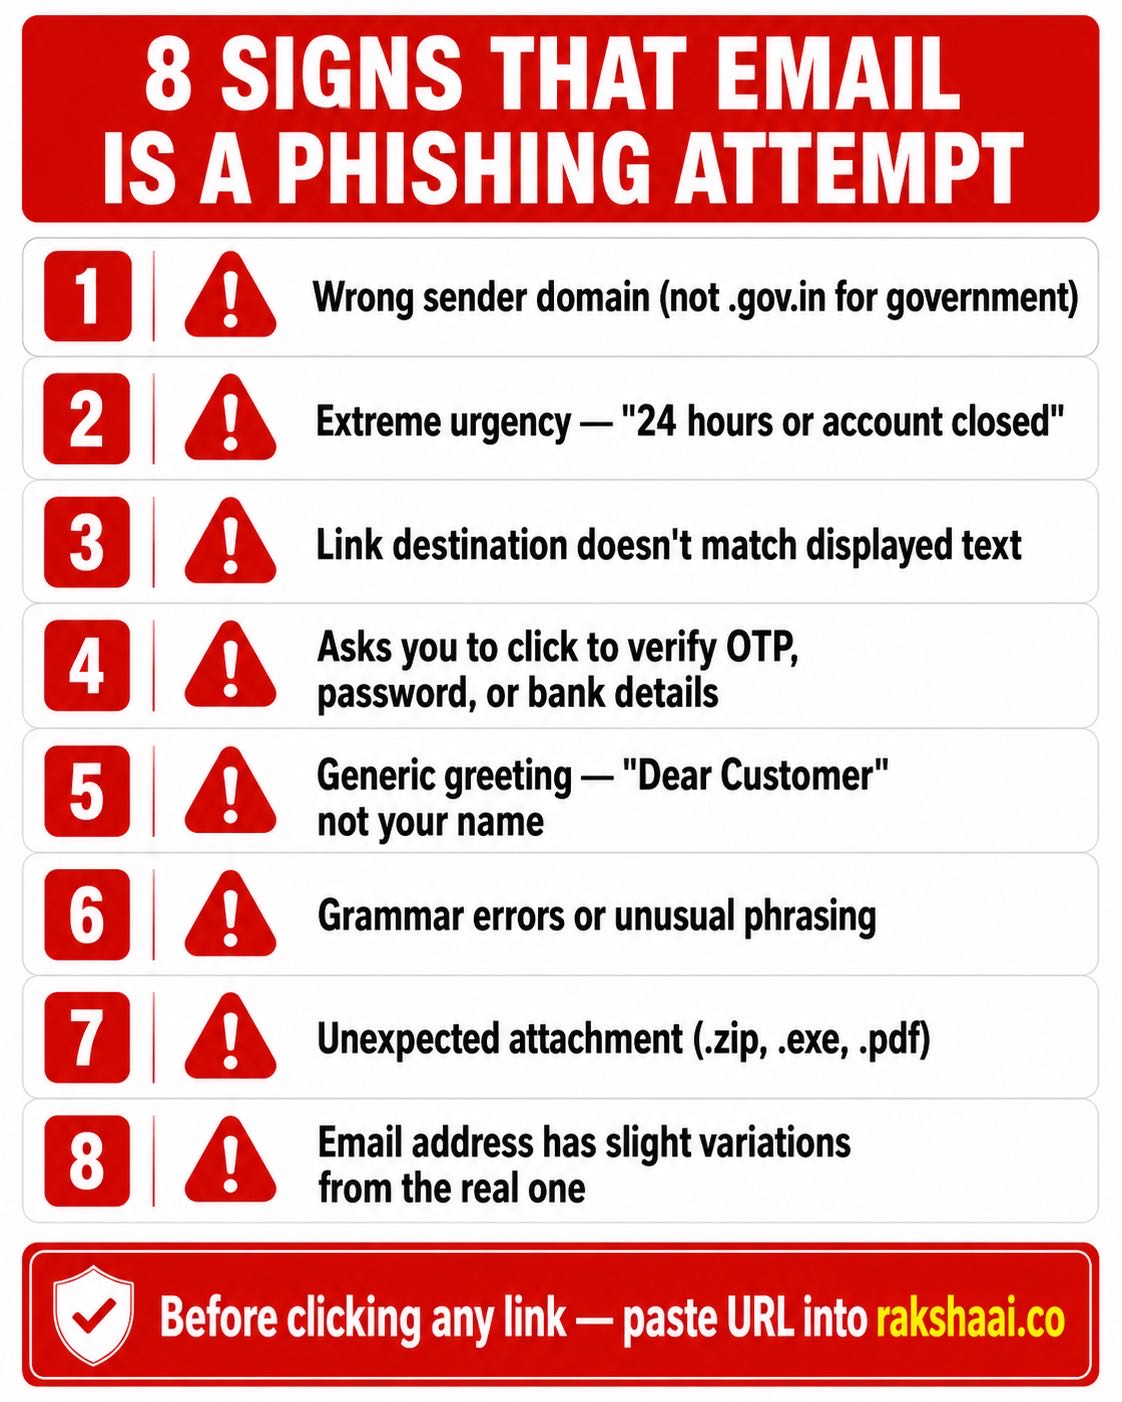 8 SIGNS THAT EMAIL
IS A PHISHING ATTEMPT
1
Wrong sender domain (not .gov.in for government)
2
Extreme urgency — "24 hours or account closed"
3
Link destination doesn't match displayed text
4
Asks you to click to verify OTP,
password, or bank details
5
Generic greeting — "Dear Customer"
not your name
6
Grammar errors or unusual phrasing
7
Unexpected attachment (.zip, .exe, .pdf)
8
Email address has slight variations
from the real one
Before clicking any link — paste URL into rakshaai.co